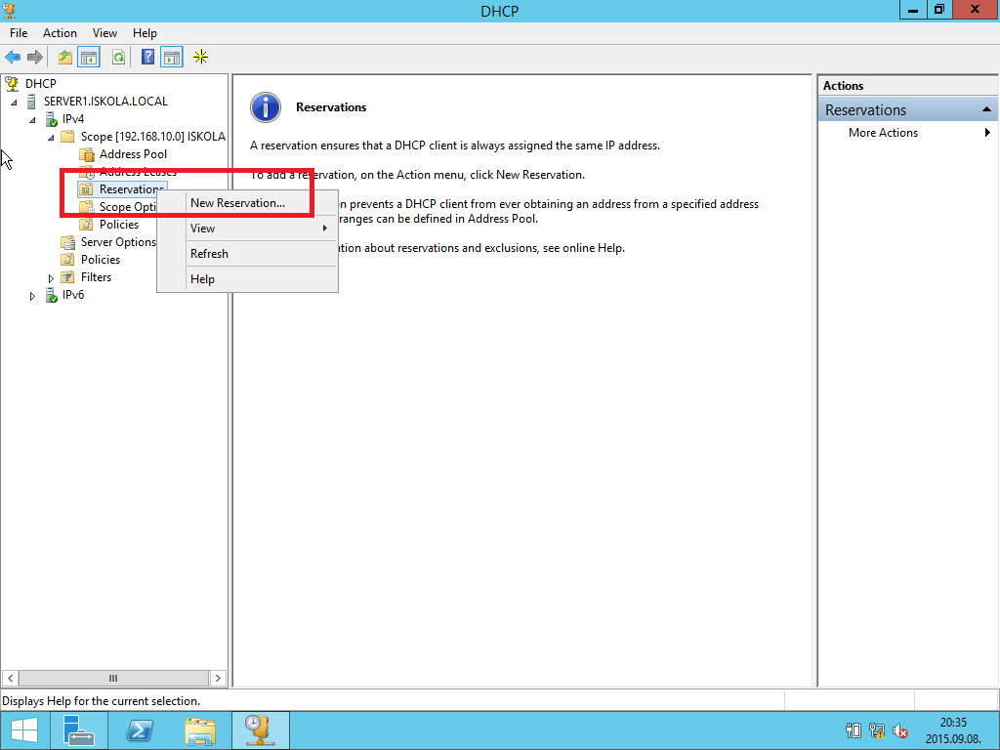 DHCP
File Action View Help
DHCP
SERVER1.ISKOLA.LOCAL
IPv4
Scope [192.168.10.0] ISKOLA
Address Pool
Address Leases
Reservations
Scope Opti
Policies
Server Options
Policies
Filters
IPv6
New Reservation...
View
Refresh
Help
Reservations
A reservation ensures that a DHCP client is always assigned the same IP address.
To add a reservation, on the Action menu, click New Reservation.
on prevents a DHCP client from ever obtaining an address from a specified address
ranges can be defined in Address Pool.
tion about reservations and exclusions, see online Help.
Actions
Reservations
More Actions
Displays Help for the current selection.
20:35
2015.09.08.